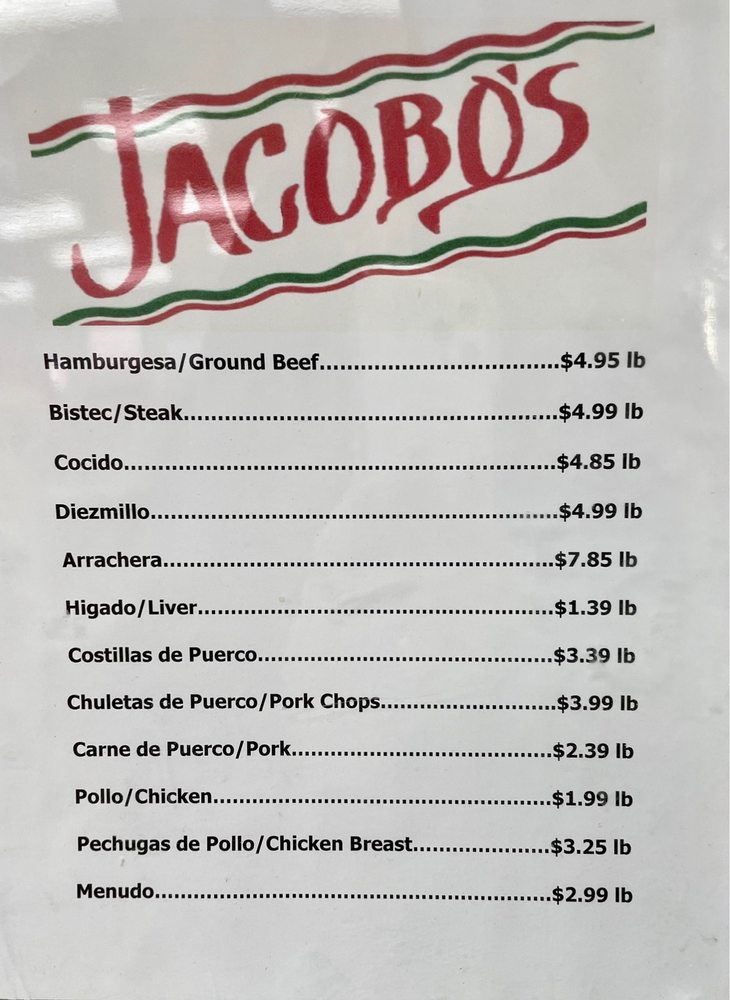 JACOBO'S
Hamburgesa/Ground Beef....................................$4.95 lb
Bistec/Steak........................................................$4.99 lb
Cocido.................................................................$4.85 lb
Diezmillo.............................................................$4.99 lb
Arrachera...........................................................$7.85 lb
Higado/Liver.....................................................$1.39 lb
Costillas de Puerco............................................$3.39 lb
Chuletas de Puerco/Pork Chops..........................$3.99 lb
Carne de Puerco/Pork.......................................$2.39 lb
Pollo/Chicken...................................................$1.99 lb
Pechugas de Pollo/Chicken Breast.....................$3.25 lb
Menudo............................................................$2.99 lb